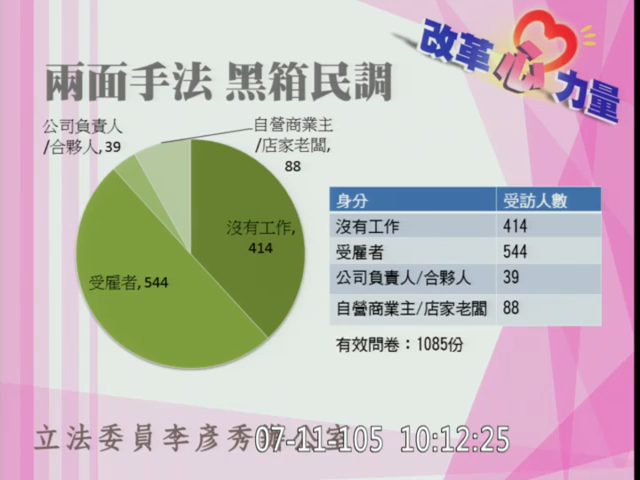 改革心力量
兩面手法 黑箱民調
公司負責人
/合夥人, 39
自營商業主
/店家老闆,
88
沒有工作,
414
受雇者, 544
身分 受訪人數
沒有工作 414
受雇者 544
公司負責人/合夥人 39
自營商業主/店家老闆 88
有效問卷：1085份
立法委員李彥秀辦公室
07-11-105 10:12:25